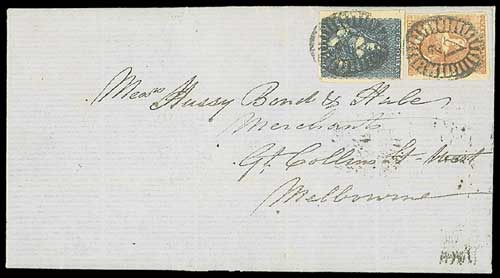 Messrs Hussy Bond & Hale
Merchants
Gt. Collins St. West
Melbourne